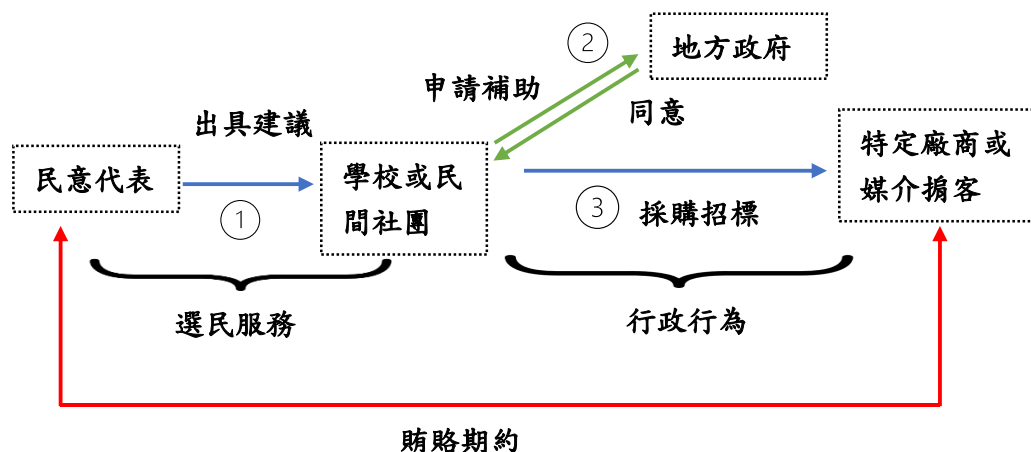 ②
地方政府
申請補助
同意
出具建議
特定廠商或
媒介掮客
民意代表
學校或民
間社團
①
③
採購招標
選民服務
行政行為
賄賂期約